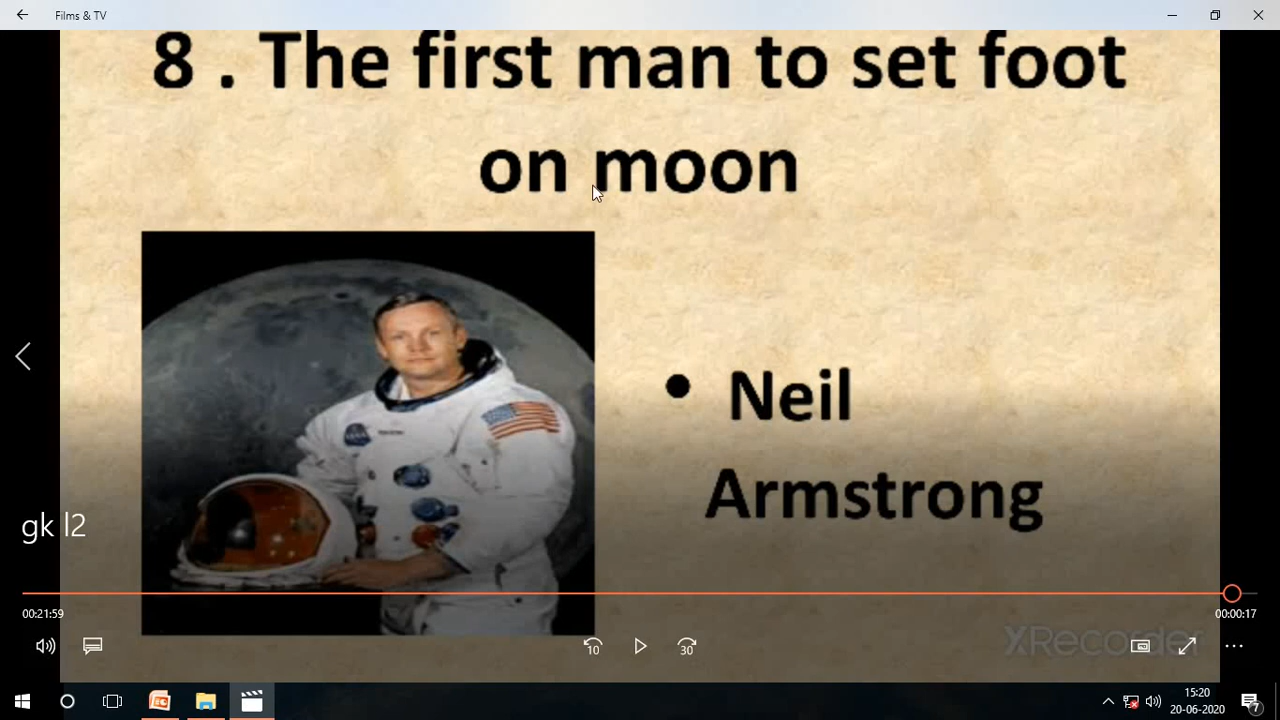 Films & TV
8 . The first man to set foot
on moon
• Neil
Armstrong
gk l2
00:21:59
00:00:17
10
30
XRecorder
15:20
20-06-2020
7